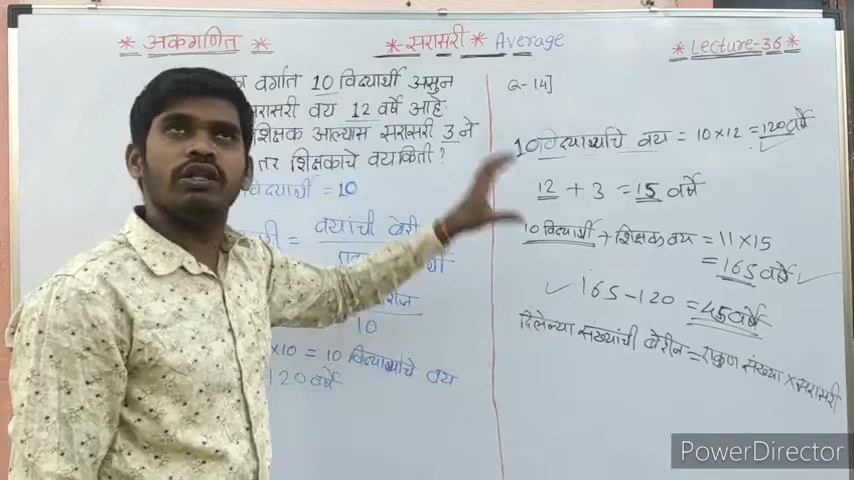 * अंकगणित *
* सरासरी * Average
* Lecture-36 *
वर्गात 10 विद्यार्थी असुन
सरासरी वय 12 वर्षे आहे.
शिक्षक आल्यास सरासरी 3 ने
तर शिक्षकाचे वय किती?
विद्यार्थी = 10
= वयांची बेरीज
10
×10 = 10 विद्यार्थ्याचे वय
120 वर्षे
Q-14]
10 विद्यार्थ्यांचे वय = 10×12 = 120 वर्षे
12 + 3 = 15 वर्षे
10 विद्यार्थी + शिक्षक वय = 11×15
= 165 वर्षे
165-120 = 45 वर्षे
दिलेल्या संख्यांची बेरीज = एकुण संख्या × सरासरी
PowerDirector